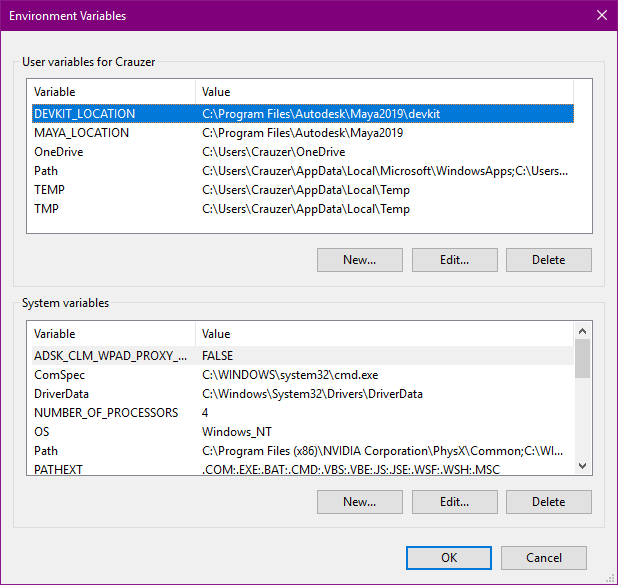 Environment Variables
User variables for Crauzer
Variable Value
DEVKIT_LOCATION C:\Program Files\Autodesk\Maya2019\devkit
MAYA_LOCATION C:\Program Files\Autodesk\Maya2019
OneDrive C:\Users\Crauzer\OneDrive
Path C:\Users\Crauzer\AppData\Local\Microsoft\WindowsApps;C:\Users...
TEMP C:\Users\Crauzer\AppData\Local\Temp
TMP C:\Users\Crauzer\AppData\Local\Temp
New... Edit... Delete
System variables
Variable Value
ADSK_CLM_WPAD_PROXY_... FALSE
ComSpec C:\WINDOWS\system32\cmd.exe
DriverData C:\Windows\System32\Drivers\DriverData
NUMBER_OF_PROCESSORS 4
OS Windows_NT
Path C:\Program Files (x86)\NVIDIA Corporation\PhysX\Common;C:\WI...
PATHEXT .COM;.EXE;.BAT;.CMD;.VBS;.VBE;.JS;.JSE;.WSF;.WSH;.MSC
New... Edit... Delete
OK Cancel